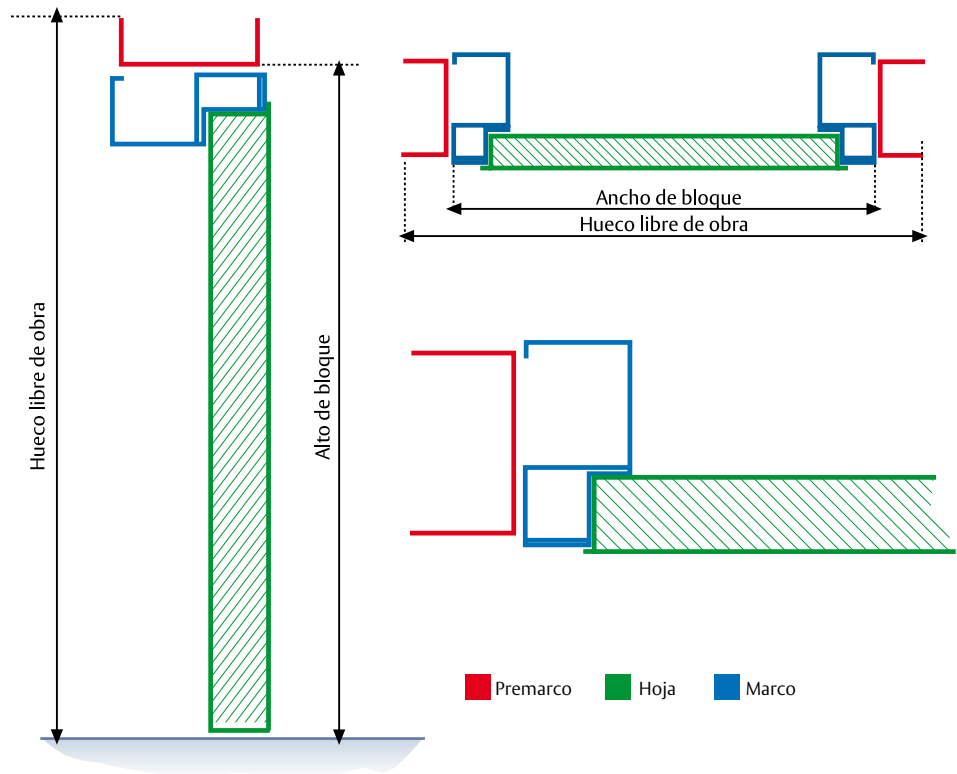 Hueco libre de obra
Alto de bloque
Ancho de bloque
Hueco libre de obra
Premarco
Hoja
Marco